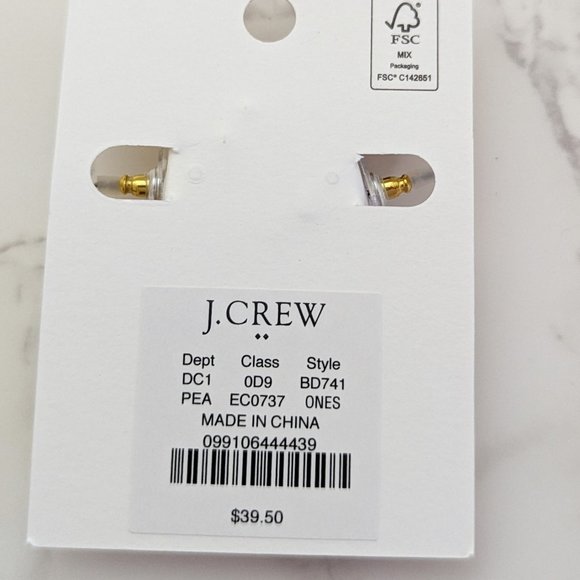 FSC
MIX
Packaging
FSC® C142651
J.CREW
Dept Class Style
DC1 0D9 BD741
PEA EC0737 ONES
MADE IN CHINA
099106444439
$39.50